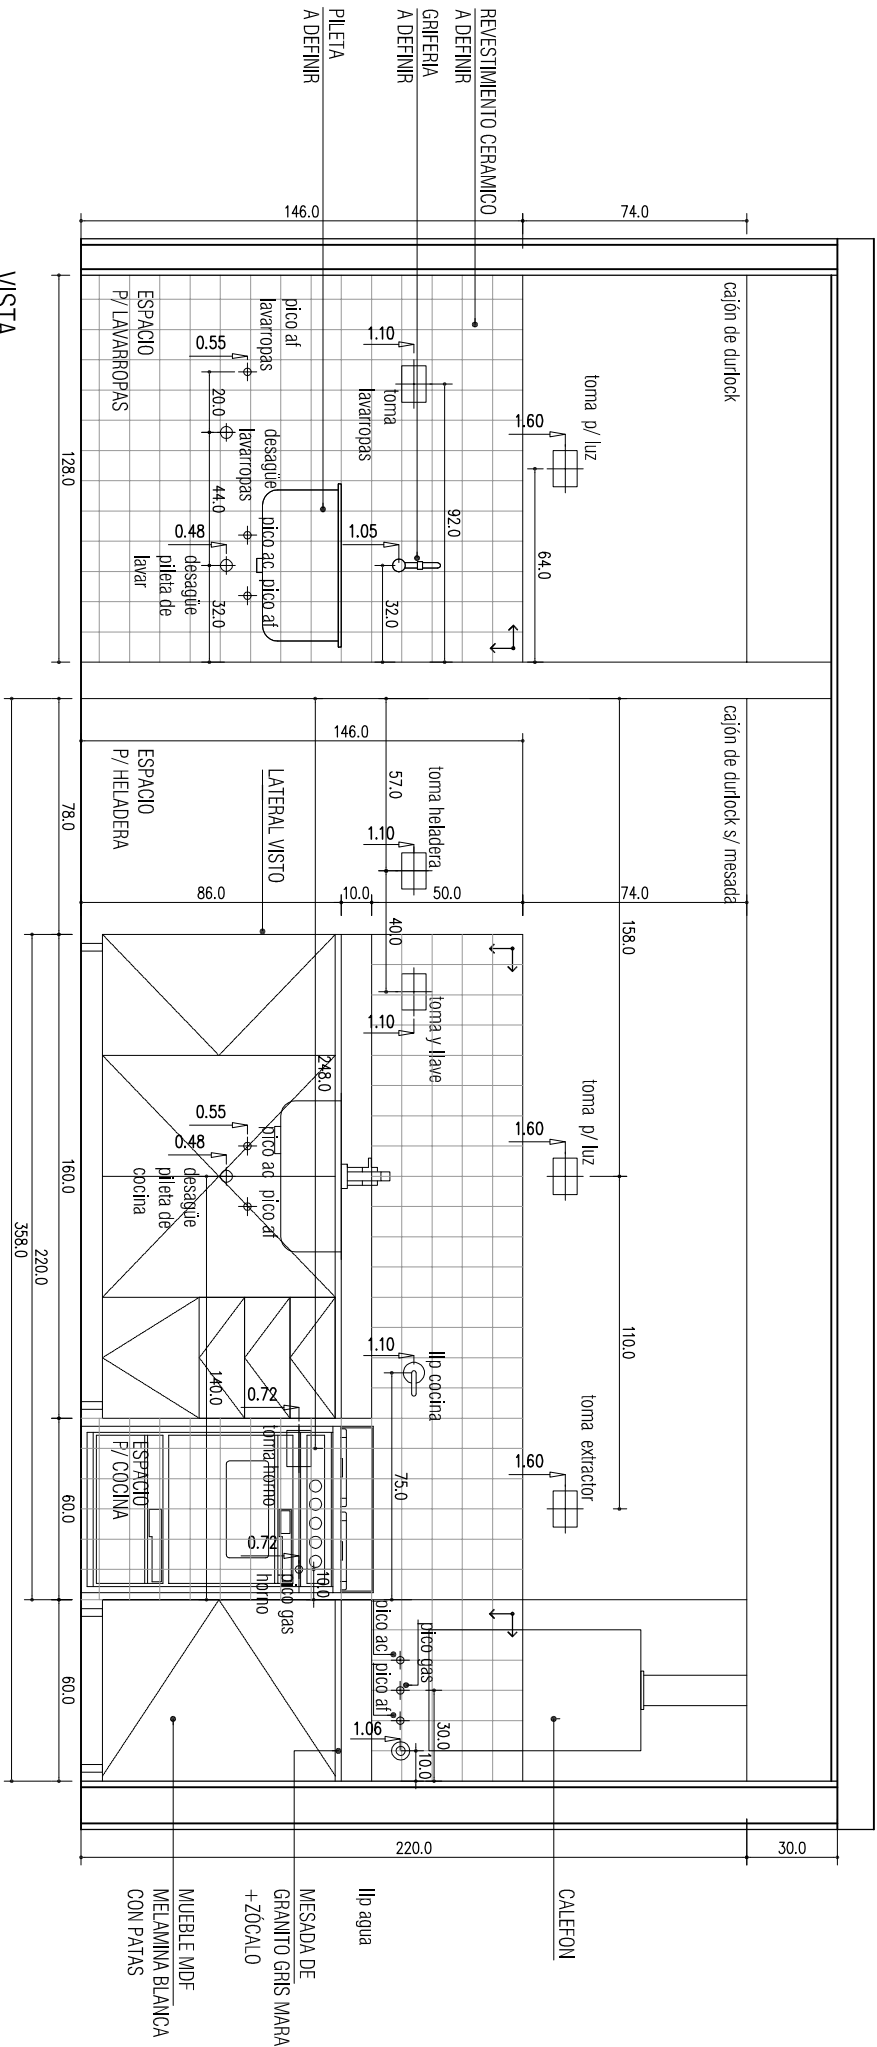 REVESTIMIENTO CERAMICO
A DEFINIR
GRIFERIA
A DEFINIR
PILETA
A DEFINIR
146.0
74.0
cajón de durlock
toma p/ luz
1.60
64.0
1.10
toma
lavarropas
92.0
1.05
32.0
pico af
lavarropas
0.55
20.0
desagüe
lavarropas
44.0
pico ac
pico af
0.48
desagüe
pileta de
lavar
32.0
ESPACIO
P/ LAVARROPAS
128.0
cajón de durlock s/ mesada
146.0
57.0
toma heladera
1.10
40.0
toma y llave
1.10
158.0
toma p/ luz
1.60
110.0
toma extractor
1.60
74.0
50.0
10.0
86.0
LATERAL VISTO
ESPACIO
P/ HELADERA
78.0
248.0
0.55
pico ac
pico af
0.48
desagüe
pileta de
cocina
140.0
llp cocina
1.10
75.0
0.72
toma horno
ESPACIO
P/ COCINA
0.72
pico gas
horno
10.0
pico ac
pico gas
pico af
1.06
30.0
10.0
160.0
60.0
60.0
220.0
358.0
220.0
30.0
CALEFON
llp agua
MESADA DE
GRANITO GRIS MARA
+ZÓCALO
MUEBLE MDF
MELAMINA BLANCA
CON PATAS
VISTA